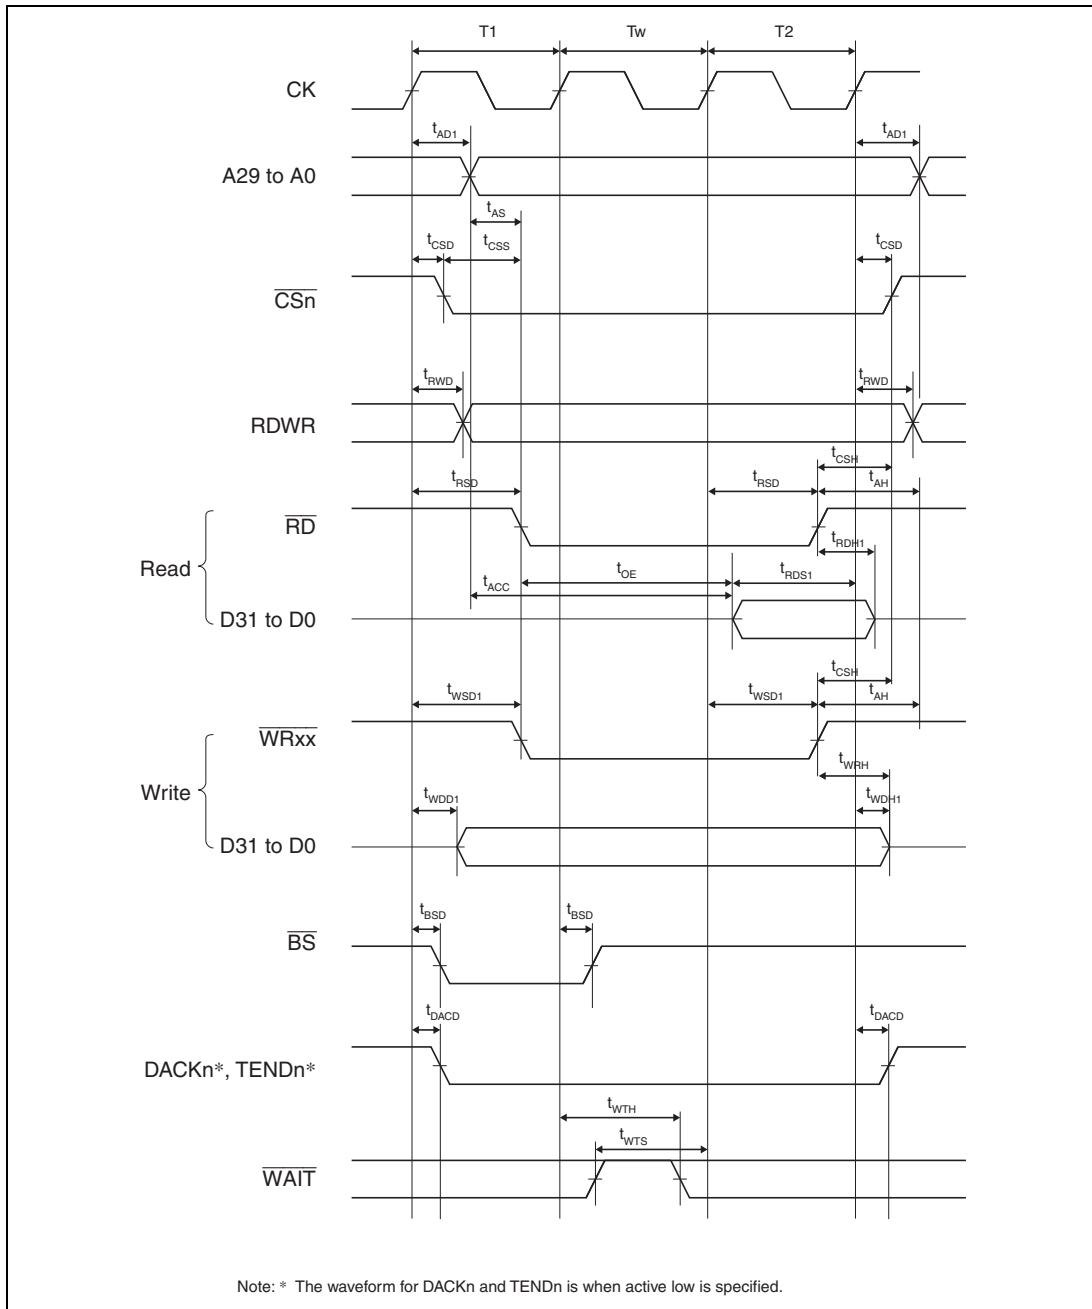 T1 Tw T2
CK
tAD1 tAD1
A29 to A0
tAS
tCSD tCSS tCSD
CSn
tRWD tRWD
RDWR
tCSH
tRSD tRSD tAH
RD
tRDH1
Read
tOE tRDS1
tACC
D31 to D0
tCSH
tWSD1 tWSD1 tAH
WRxx
tWRH
Write
tWDD1 tWDH1
D31 to D0
tBSD tBSD
BS
tDACD tDACD
DACKn*, TENDn*
tWTH
tWTS
WAIT
Note: * The waveform for DACKn and TENDn is when active low is specified.